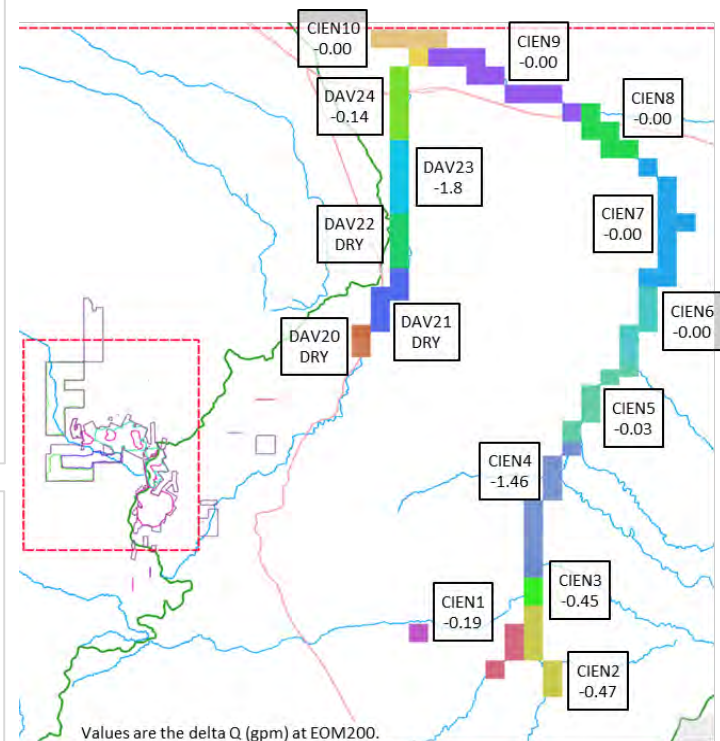 CIEN10
-0.00
CIEN9
-0.00
DAV24
-0.14
CIEN8
-0.00
DAV23
-1.8
DAV22
DRY
CIEN7
-0.00
DAV20
DRY
DAV21
DRY
CIEN6
-0.00
CIEN5
-0.03
CIEN4
-1.46
CIEN3
-0.45
CIEN1
-0.19
CIEN2
-0.47
Values are the delta Q (gpm) at EOM200.